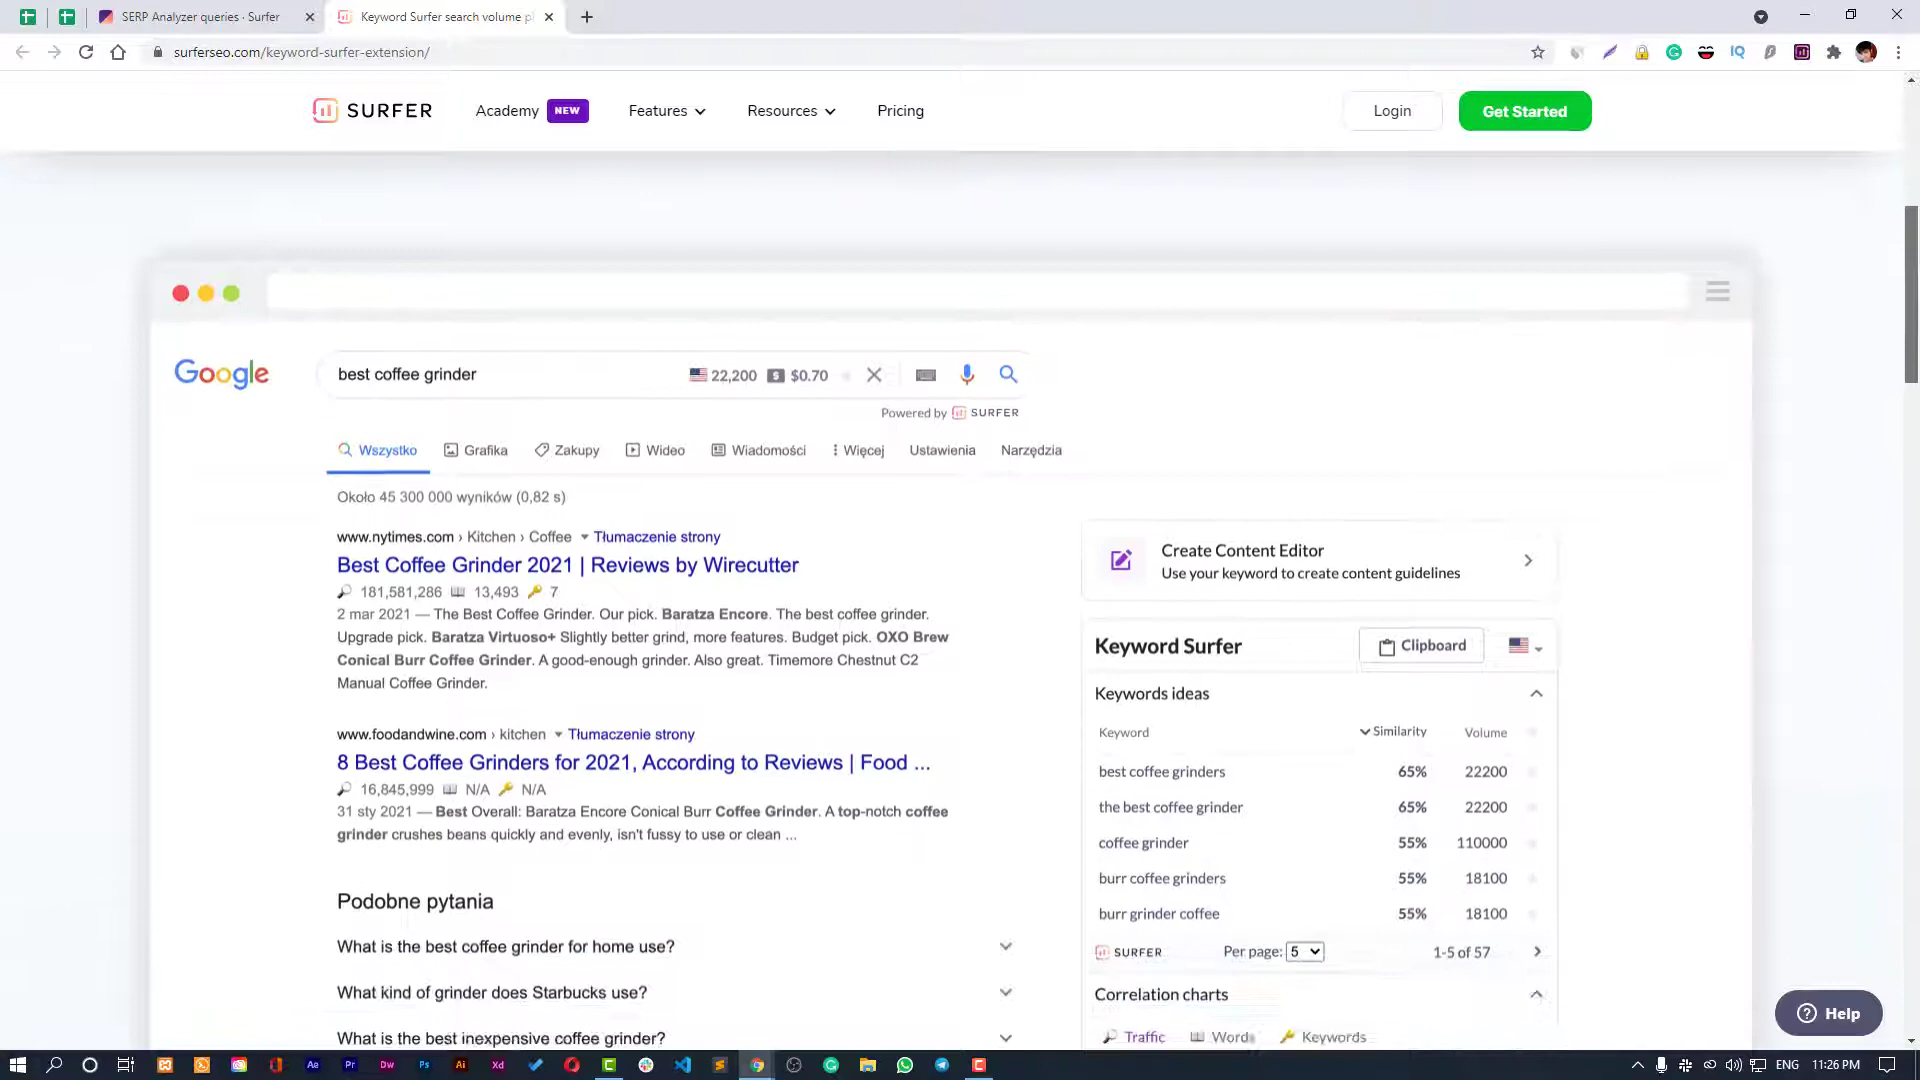 SERP Analyzer queries · Surfer
Keyword Surfer search volume pl
surferseo.com/keyword-surfer-extension/
SURFER
Academy NEW
Features
Resources
Pricing
Login
Get Started
Google
best coffee grinder
22,200 $ $0.70
Powered by SURFER
Wszystko Grafika Zakupy Wideo Wiadomości Więcej Ustawienia Narzędzia
Około 45 300 000 wyników (0,82 s)
www.nytimes.com › Kitchen › Coffee Tłumaczenie strony
Best Coffee Grinder 2021 | Reviews by Wirecutter
181,581,286 13,493 7
2 mar 2021 — The Best Coffee Grinder. Our pick. Baratza Encore. The best coffee grinder.
Upgrade pick. Baratza Virtuoso+ Slightly better grind, more features. Budget pick. OXO Brew
Conical Burr Coffee Grinder. A good-enough grinder. Also great. Timemore Chestnut C2
Manual Coffee Grinder.
www.foodandwine.com › kitchen Tłumaczenie strony
8 Best Coffee Grinders for 2021, According to Reviews | Food ...
16,845,999 N/A N/A
31 sty 2021 — Best Overall: Baratza Encore Conical Burr Coffee Grinder. A top-notch coffee
grinder crushes beans quickly and evenly, isn't fussy to use or clean ...
Podobne pytania
What is the best coffee grinder for home use?
What kind of grinder does Starbucks use?
What is the best inexpensive coffee grinder?
Create Content Editor
Use your keyword to create content guidelines
Keyword Surfer
Clipboard
Keywords ideas
Keyword Similarity Volume
best coffee grinders 65% 22200
the best coffee grinder 65% 22200
coffee grinder 55% 110000
burr coffee grinders 55% 18100
burr grinder coffee 55% 18100
SURFER Per page: 5 1-5 of 57
Correlation charts
Traffic Words Keywords
Help
IQ
Ae Pr Dw Ps Ai Xd
ENG 11:26 PM